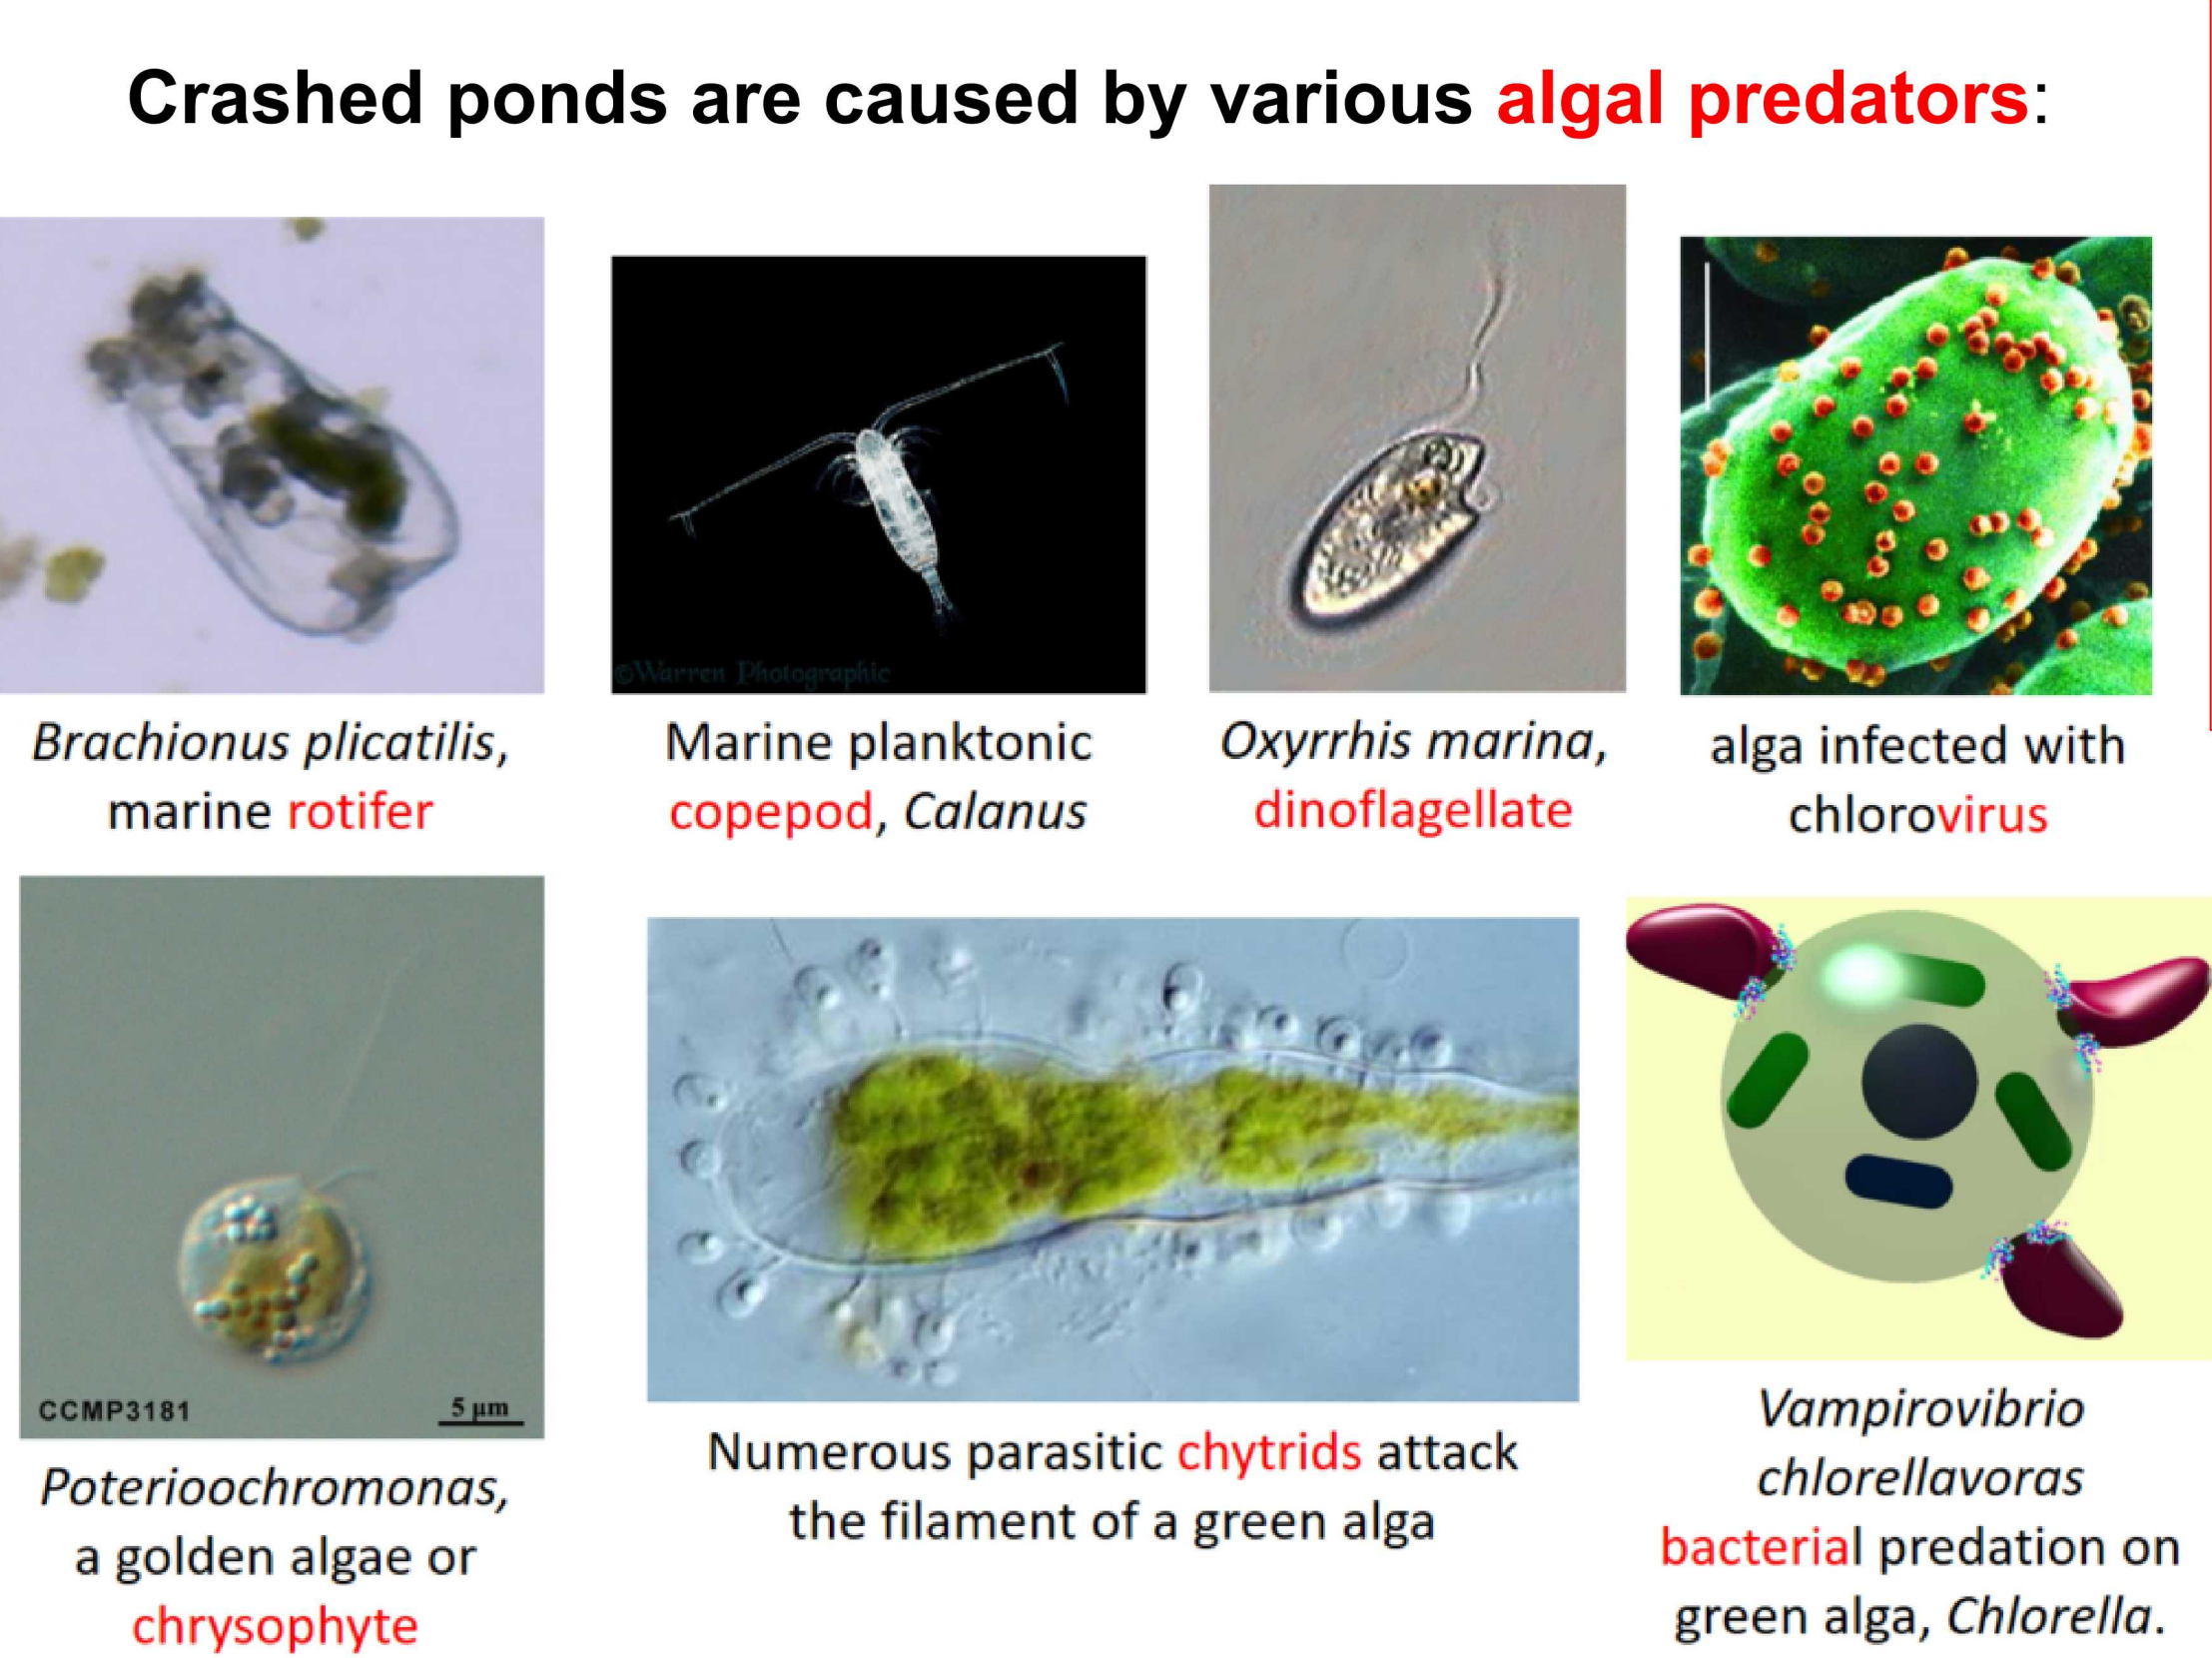 Crashed ponds are caused by various algal predators:
©Warren Photographic
Brachionus plicatilis,
marine rotifer
Marine planktonic
copepod, Calanus
Oxyrrhis marina,
dinoflagellate
alga infected with
chlorovirus
CCMP3181
5 µm
Poterioochromonas,
a golden algae or
chrysophyte
Numerous parasitic chytrids attack
the filament of a green alga
Vampirovibrio
chlorellavoras
bacterial predation on
green alga, Chlorella.